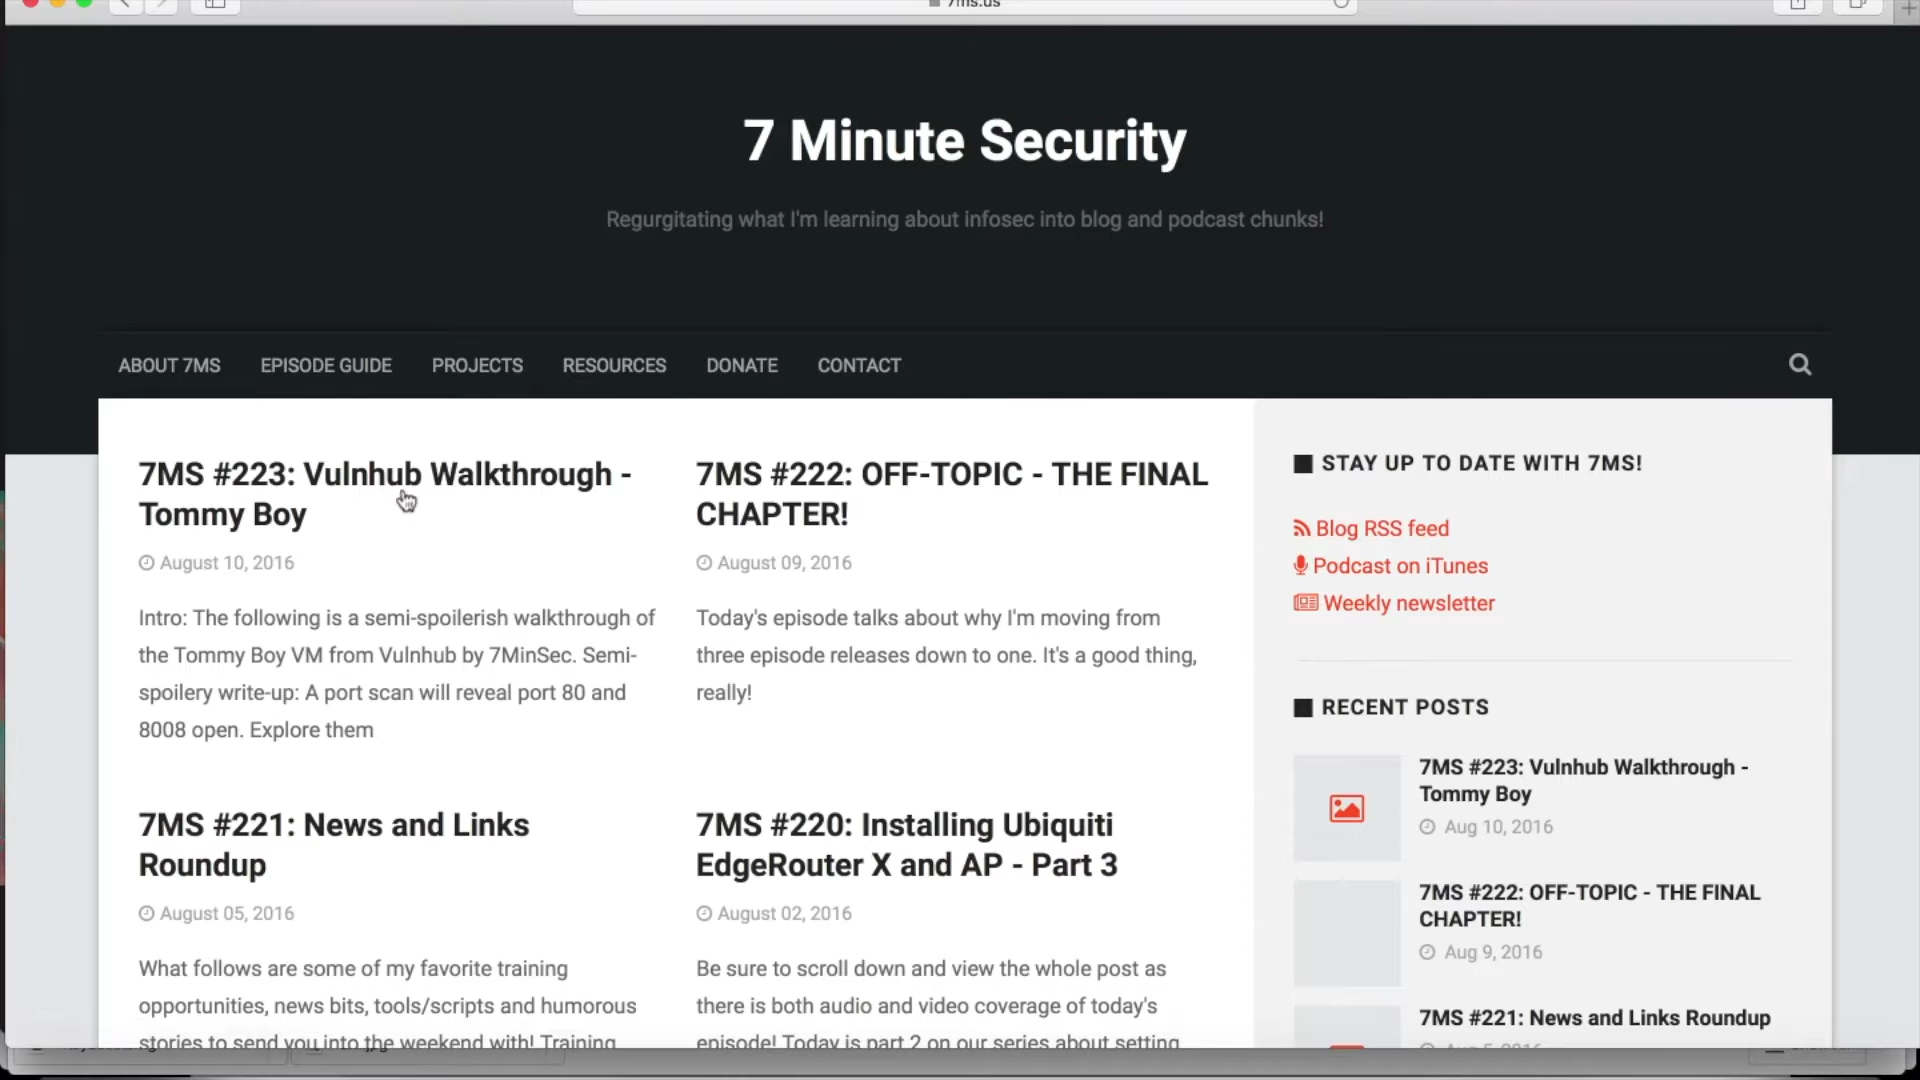 7ms.us
7 Minute Security
Regurgitating what I'm learning about infosec into blog and podcast chunks!
ABOUT 7MS EPISODE GUIDE PROJECTS RESOURCES DONATE CONTACT
7MS #223: Vulnhub Walkthrough -
Tommy Boy
August 10, 2016
Intro: The following is a semi-spoilerish walkthrough of
the Tommy Boy VM from Vulnhub by 7MinSec. Semi-
spoilery write-up: A port scan will reveal port 80 and
8008 open. Explore them
7MS #222: OFF-TOPIC - THE FINAL
CHAPTER!
August 09, 2016
Today's episode talks about why I'm moving from
three episode releases down to one. It's a good thing,
really!
7MS #221: News and Links
Roundup
August 05, 2016
What follows are some of my favorite training
opportunities, news bits, tools/scripts and humorous
stories to send you into the weekend with! Training
7MS #220: Installing Ubiquiti
EdgeRouter X and AP - Part 3
August 02, 2016
Be sure to scroll down and view the whole post as
there is both audio and video coverage of today's
episode! Today is part 2 on our series about setting
STAY UP TO DATE WITH 7MS!
Blog RSS feed
Podcast on iTunes
Weekly newsletter
RECENT POSTS
7MS #223: Vulnhub Walkthrough -
Tommy Boy
Aug 10, 2016
7MS #222: OFF-TOPIC - THE FINAL
CHAPTER!
Aug 9, 2016
7MS #221: News and Links Roundup
Aug 5, 2016